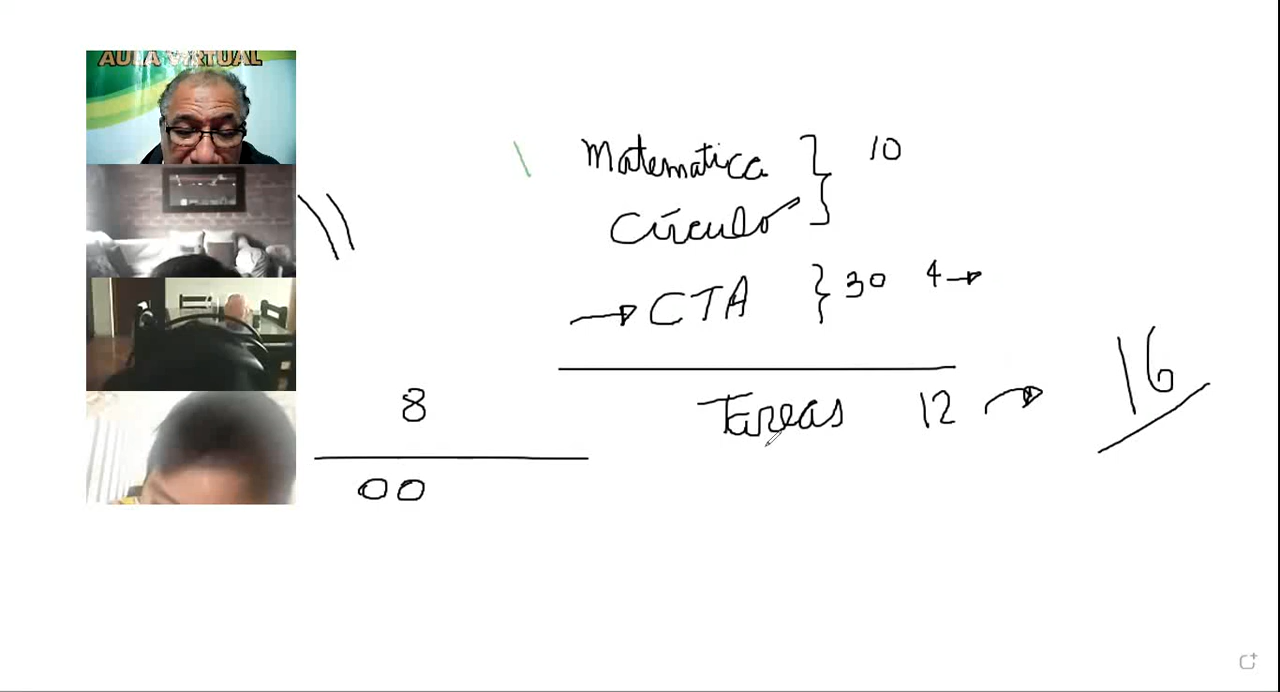 AULA VIRTUAL
Matematica } 10
Círculo
→ CTA } 30 4 →
Tareas 12 → 16
8
00